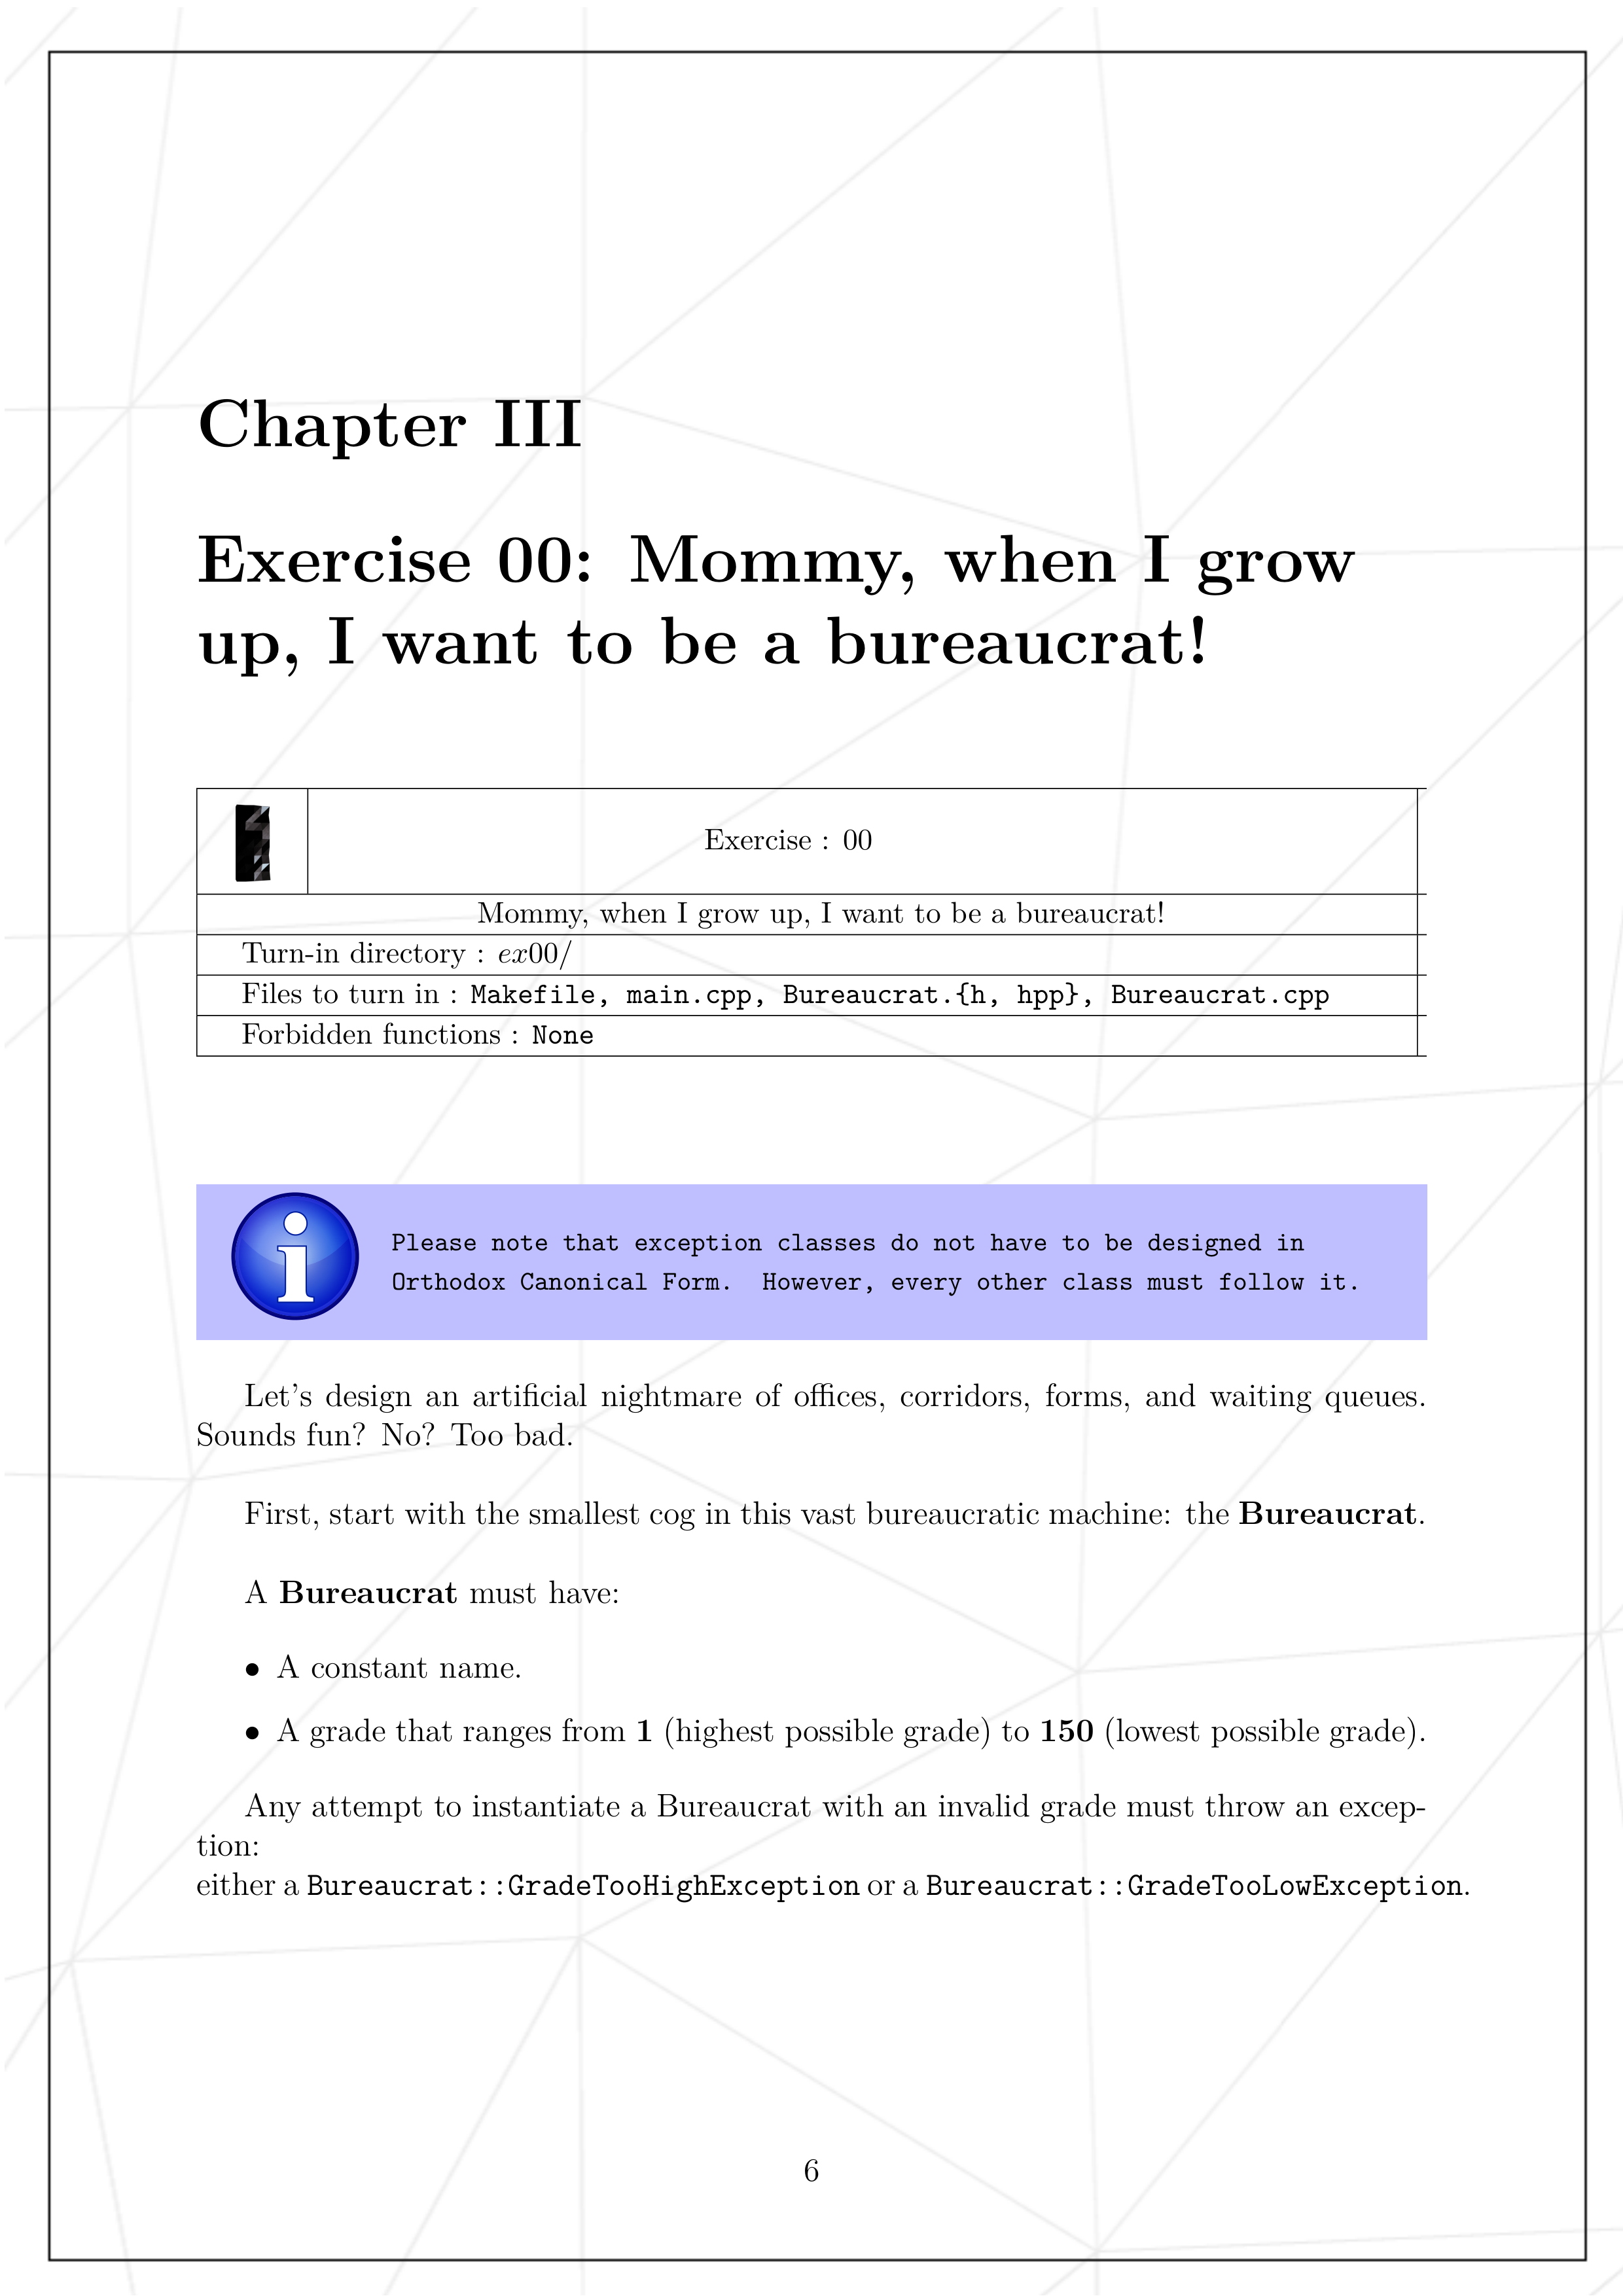 Chapter III
Exercise 00: Mommy, when I grow
up, I want to be a bureaucrat!
Exercise : 00
Mommy, when I grow up, I want to be a bureaucrat!
Turn-in directory : ex00/
Files to turn in : Makefile, main.cpp, Bureaucrat.{h, hpp}, Bureaucrat.cpp
Forbidden functions : None
Please note that exception classes do not have to be designed in
Orthodox Canonical Form. However, every other class must follow it.
Let's design an artificial nightmare of offices, corridors, forms, and waiting queues.
Sounds fun? No? Too bad.
First, start with the smallest cog in this vast bureaucratic machine: the Bureaucrat.
A Bureaucrat must have:
• A constant name.
• A grade that ranges from 1 (highest possible grade) to 150 (lowest possible grade).
Any attempt to instantiate a Bureaucrat with an invalid grade must throw an excep-
tion:
either a Bureaucrat::GradeTooHighException or a Bureaucrat::GradeTooLowException.
6